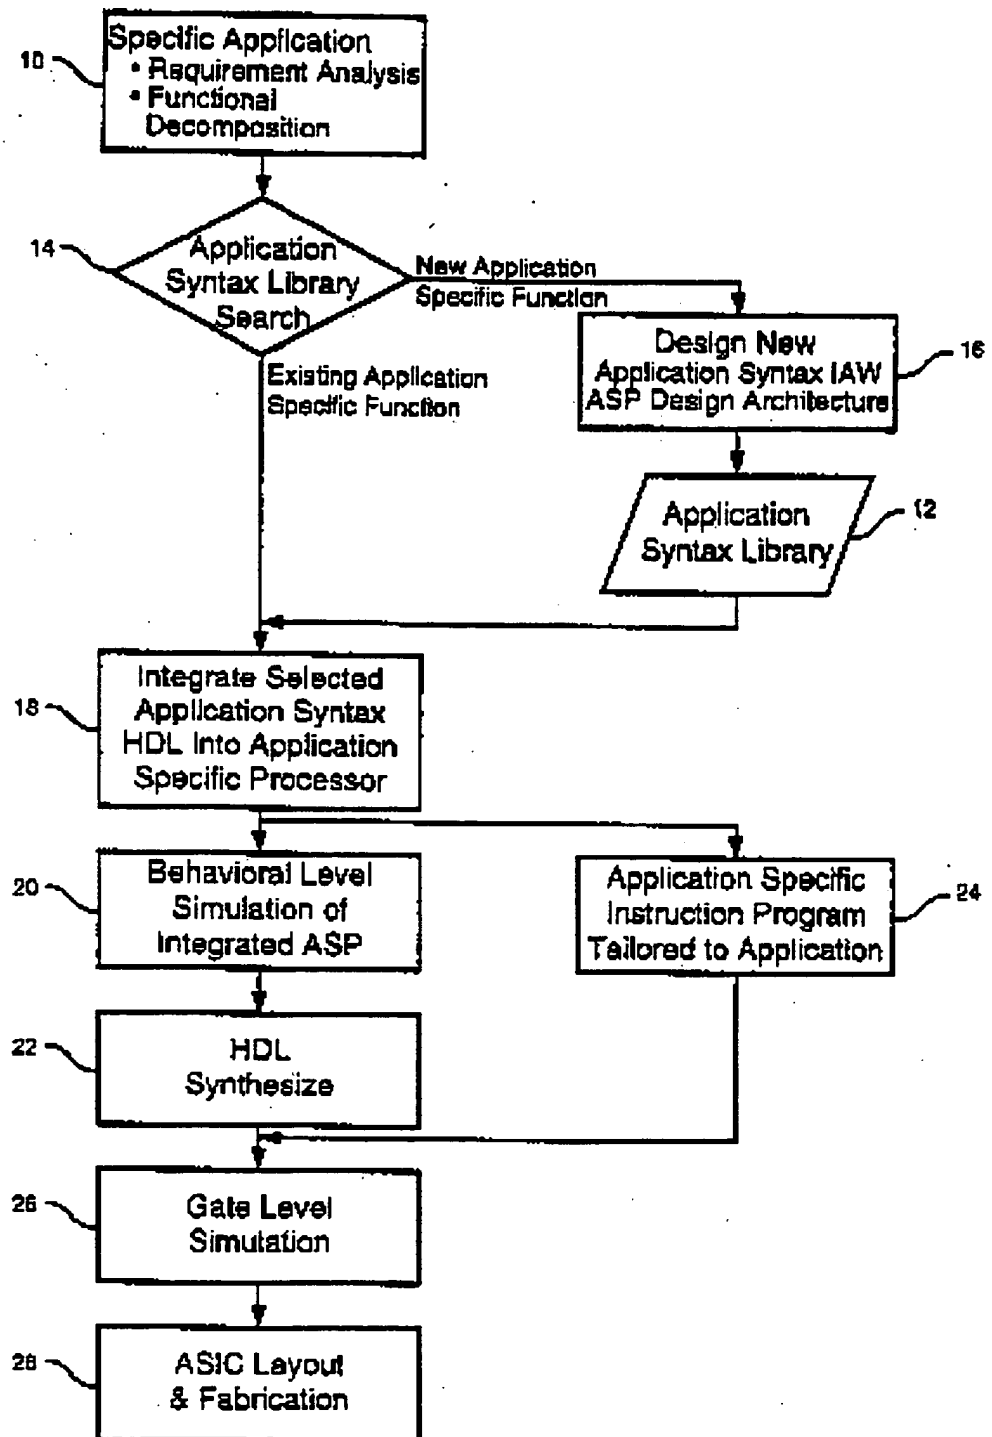 10
Specific Application
• Requirement Analysis
• Functional
Decomposition
14
Application
Syntax Library
Search
New Application
Specific Function
Existing Application
Specific Function
Design New
Application Syntax IAW
ASP Design Architecture
16
Application
Syntax Library
12
18
Integrate Selected
Application Syntax
HDL Into Application
Specific Processor
20
Behavioral Level
Simulation of
Integrated ASP
Application Specific
Instruction Program
Tailored to Application
24
22
HDL
Synthesize
26
Gate Level
Simulation
28
ASIC Layout
& Fabrication